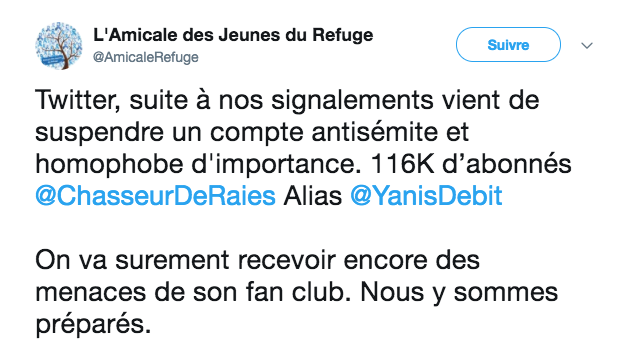 L'Amicale des Jeunes du Refuge
@AmicaleRefuge
Suivre
Twitter, suite à nos signalements vient de
suspendre un compte antisémite et
homophobe d'importance. 116K d’abonnés
@ChasseurDeRaies Alias @YanisDebit
On va surement recevoir encore des
menaces de son fan club. Nous y sommes
préparés.